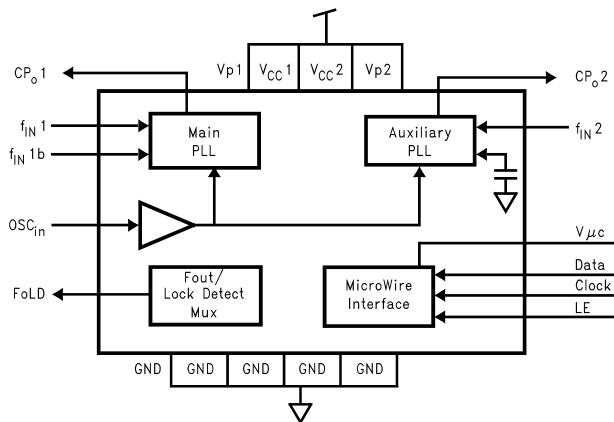 Vp1 VCC1 VCC2 Vp2
CPo1
CPo2
fIN1
fIN1b
Main
PLL
Auxiliary
PLL
fIN2
OSCin
Vμc
Data
Clock
LE
FoLD
Fout/
Lock Detect
Mux
MicroWire
Interface
GND GND GND GND GND